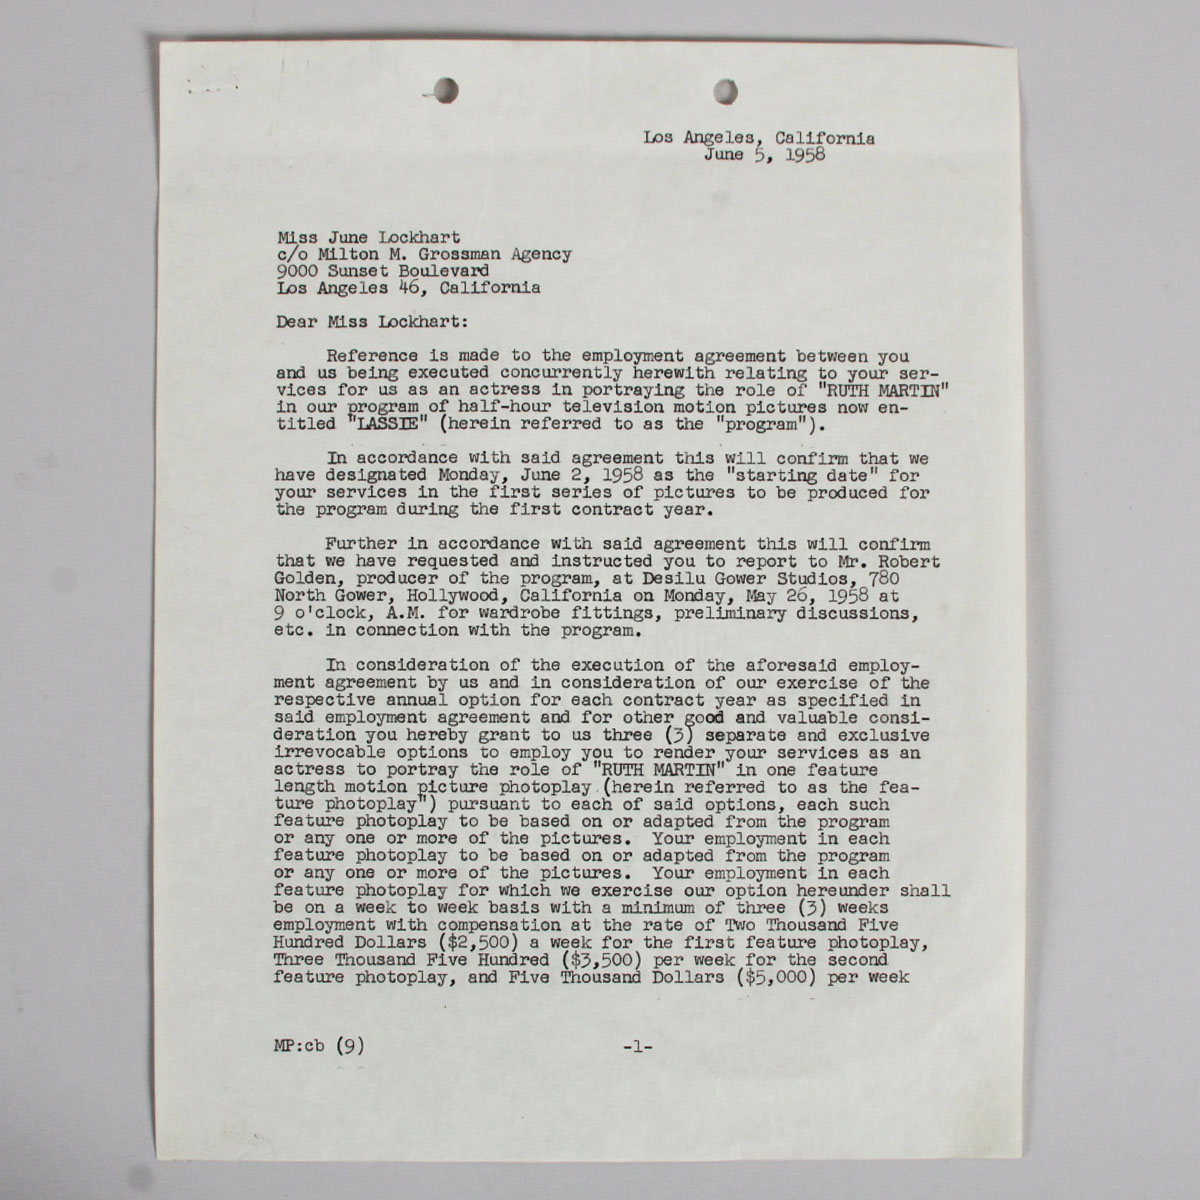 Los Angeles, California
June 5, 1958
Miss June Lockhart
c/o Milton M. Grossman Agency
9000 Sunset Boulevard
Los Angeles 46, California
Dear Miss Lockhart:
Reference is made to the employment agreement between you
and us being executed concurrently herewith relating to your ser-
vices for us as an actress in portraying the role of "RUTH MARTIN"
in our program of half-hour television motion pictures now en-
titled "LASSIE" (herein referred to as the "program").
In accordance with said agreement this will confirm that we
have designated Monday, June 2, 1958 as the "starting date" for
your services in the first series of pictures to be produced for
the program during the first contract year.
Further in accordance with said agreement this will confirm
that we have requested and instructed you to report to Mr. Robert
Golden, producer of the program, at Desilu Gower Studios, 780
North Gower, Hollywood, California on Monday, May 26, 1958 at
9 o'clock, A.M. for wardrobe fittings, preliminary discussions,
etc. in connection with the program.
In consideration of the execution of the aforesaid employ-
ment agreement by us and in consideration of our exercise of the
respective annual option for each contract year as specified in
said employment agreement and for other good and valuable consi-
deration you hereby grant to us three (3) separate and exclusive
irrevocable options to employ you to render your services as an
actress to portray the role of "RUTH MARTIN" in one feature
length motion picture photoplay (herein referred to as the fea-
ture photoplay") pursuant to each of said options, each such
feature photoplay to be based on or adapted from the program
or any one or more of the pictures. Your employment in each
feature photoplay to be based on or adapted from the program
or any one or more of the pictures. Your employment in each
feature photoplay for which we exercise our option hereunder shall
be on a week to week basis with a minimum of three (3) weeks
employment with compensation at the rate of Two Thousand Five
Hundred Dollars ($2,500) a week for the first feature photoplay,
Three Thousand Five Hundred ($3,500) per week for the second
feature photoplay, and Five Thousand Dollars ($5,000) per week
MP:cb (9)
-1-